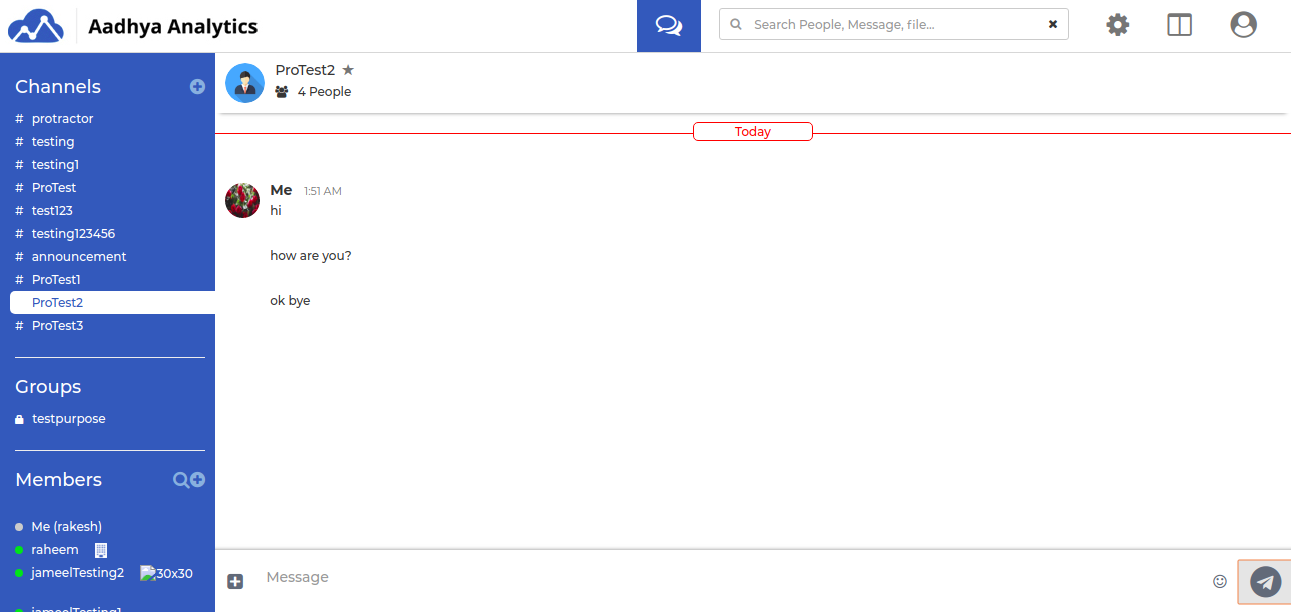 Aadhya Analytics
Search People, Message, file...
Channels
# protractor
# testing
# testing1
# ProTest
# test123
# testing123456
# announcement
# ProTest1
ProTest2
# ProTest3
Groups
testpurpose
Members
Me (rakesh)
raheem
jameelTesting2 30x30
jameelTesting1
ProTest2
4 People
Today
Me 1:51 AM
hi
how are you?
ok bye
Message